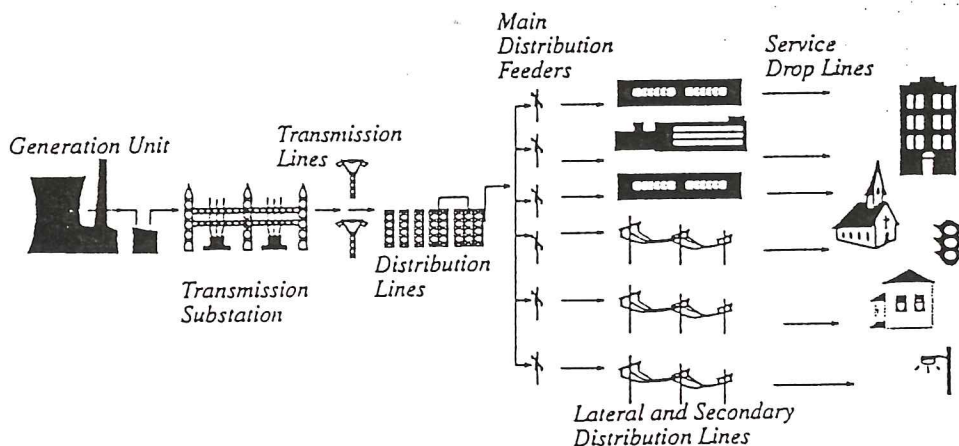 Main
Distribution
Feeders
Service
Drop Lines
Generation Unit
Transmission
Lines
Transmission
Substation
Distribution
Lines
Lateral and Secondary
Distribution Lines